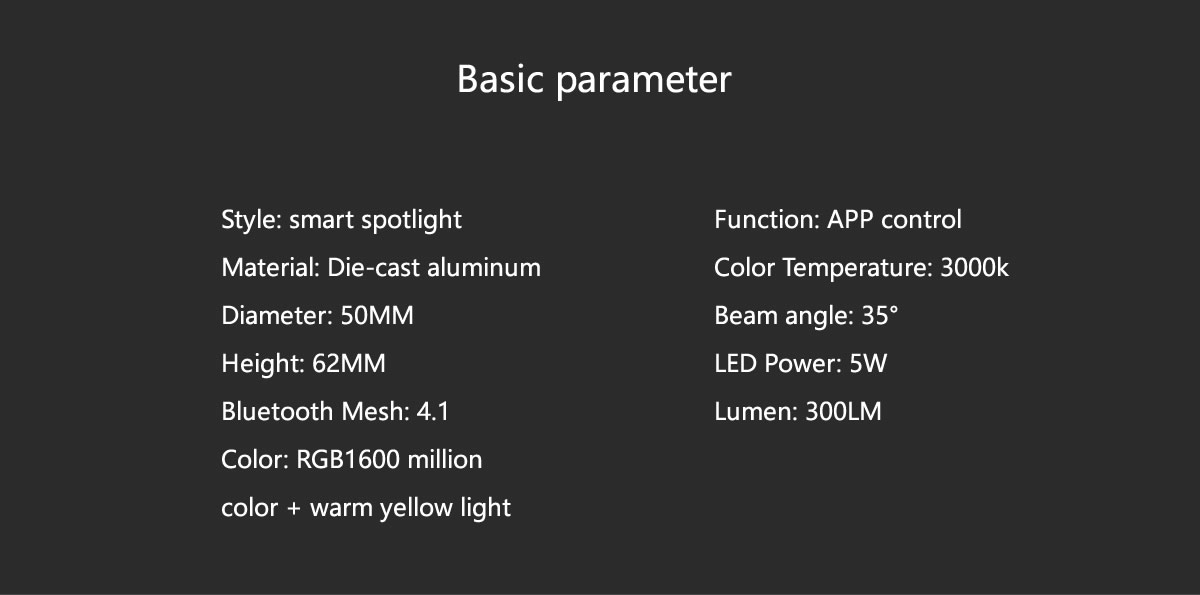 Basic parameter
Style: smart spotlight
Material: Die-cast aluminum
Diameter: 50MM
Height: 62MM
Bluetooth Mesh: 4.1
Color: RGB1600 million
color + warm yellow light
Function: APP control
Color Temperature: 3000k
Beam angle: 35°
LED Power: 5W
Lumen: 300LM